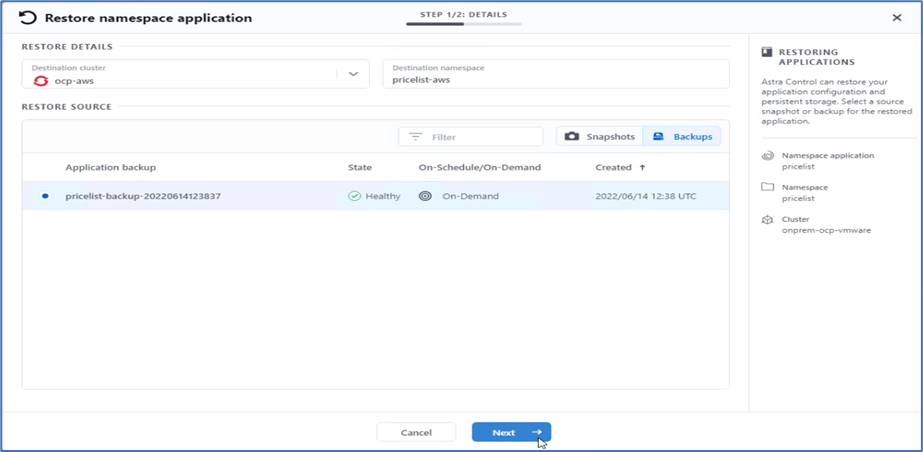 Restore namespace application
STEP 1/2: DETAILS
RESTORE DETAILS
Destination cluster
ocp-aws
Destination namespace
pricelist-aws
RESTORE SOURCE
Filter
Snapshots
Backups
Application backup State On-Schedule/On-Demand Created ↑
pricelist-backup-20220614123837 Healthy On-Demand 2022/06/14 12:38 UTC
Cancel
Next →
RESTORING
APPLICATIONS
Astra Control can restore your
application configuration and
persistent storage. Select a source
snapshot or backup for the restored
application.
Namespace application
pricelist
Namespace
pricelist
Cluster
onprem-ocp-vmware